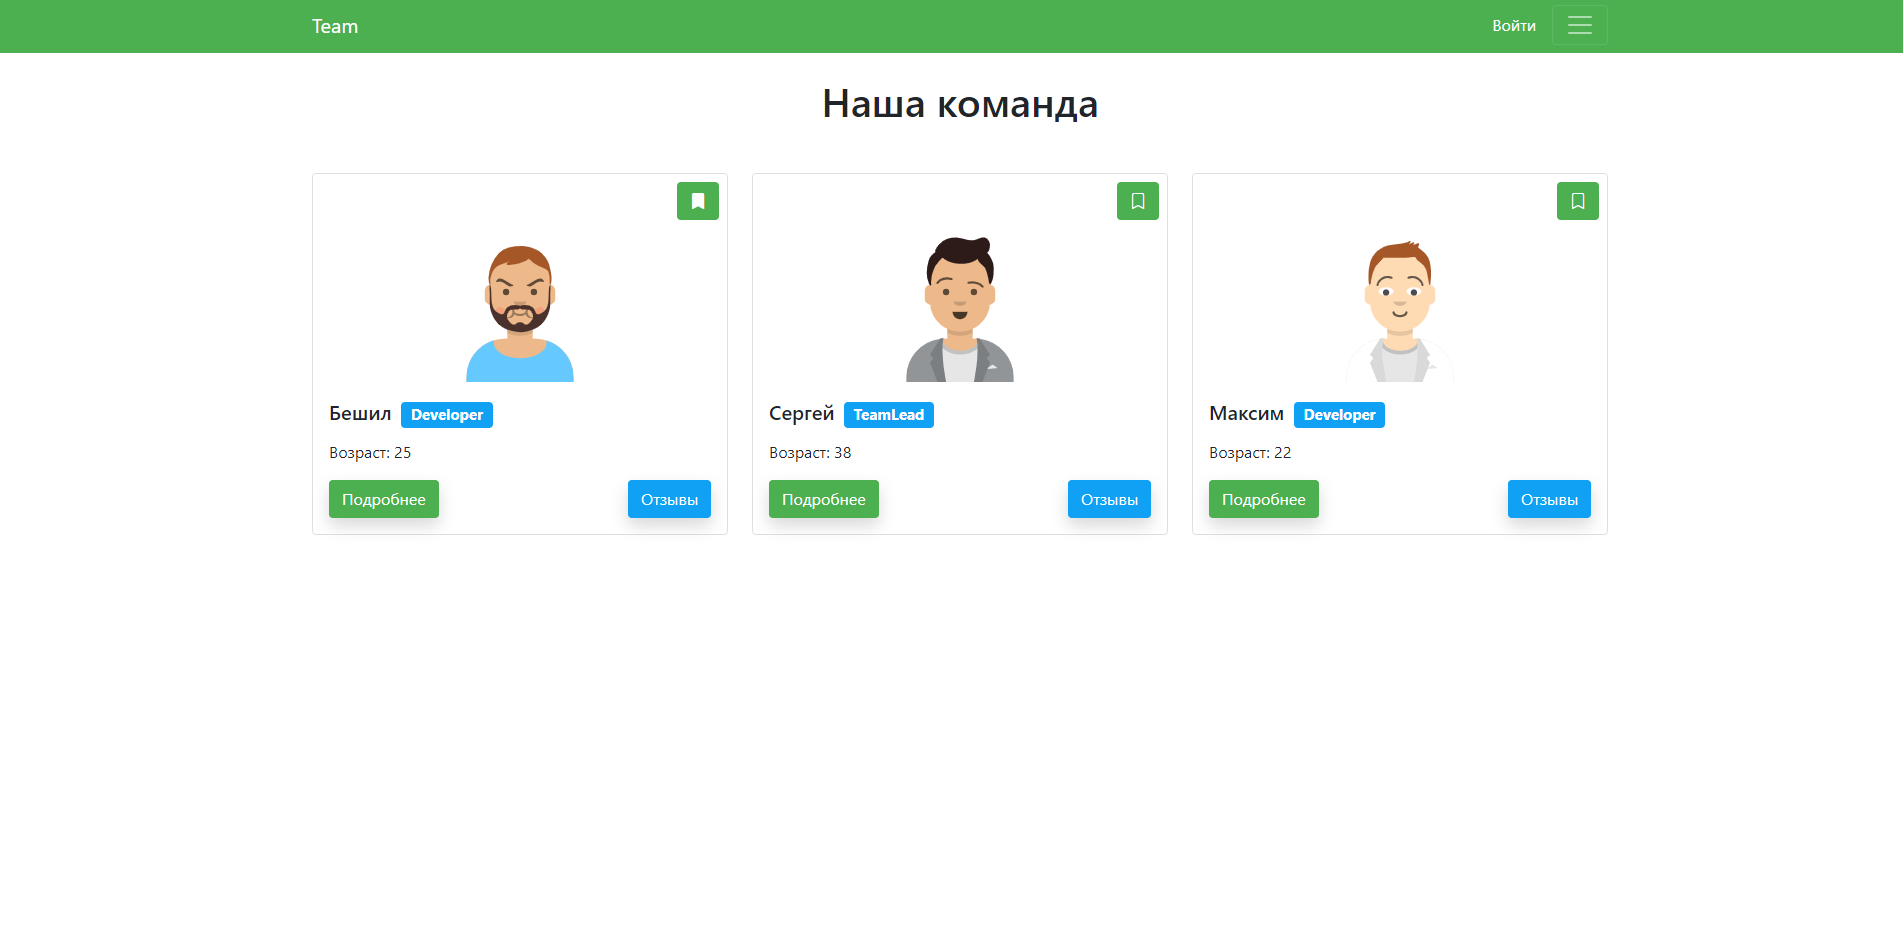 Team
Войти
Наша команда
Бешил Developer
Возраст: 25
Подробнее Отзывы
Сергей TeamLead
Возраст: 38
Подробнее Отзывы
Максим Developer
Возраст: 22
Подробнее Отзывы